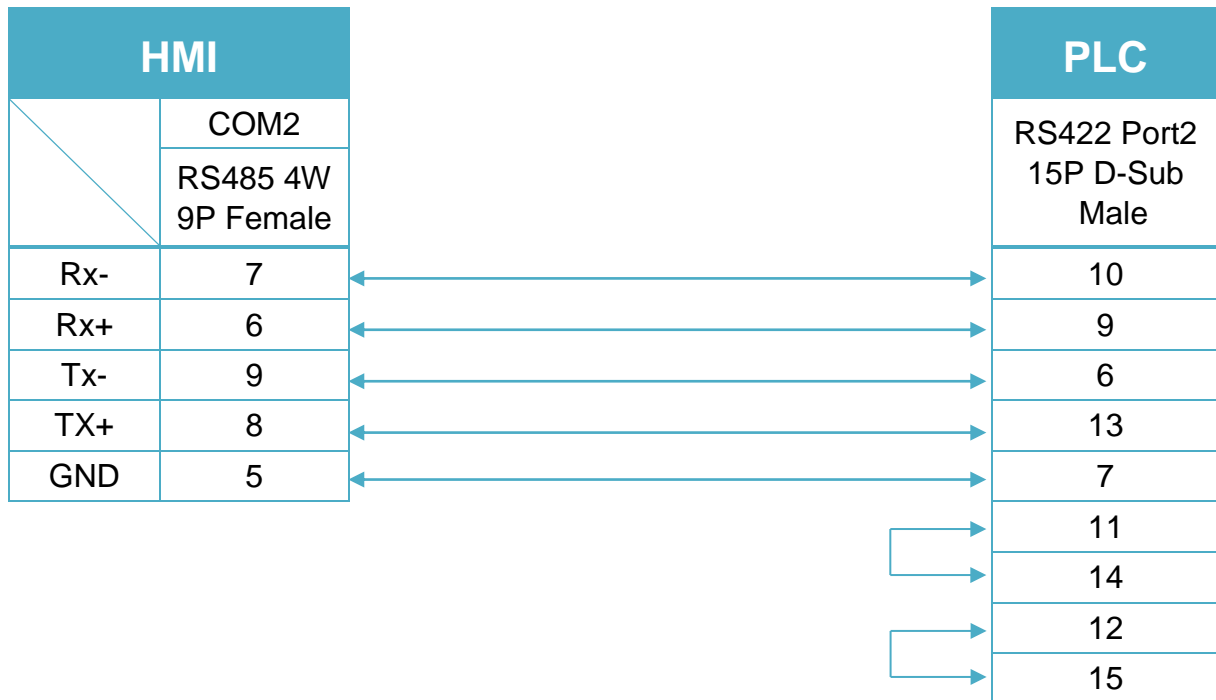 HMI
PLC
COM2
RS485 4W
9P Female
RS422 Port2
15P D-Sub
Male
Rx- 7 10
Rx+ 6 9
Tx- 9 6
TX+ 8 13
GND 5 7
11
14
12
15